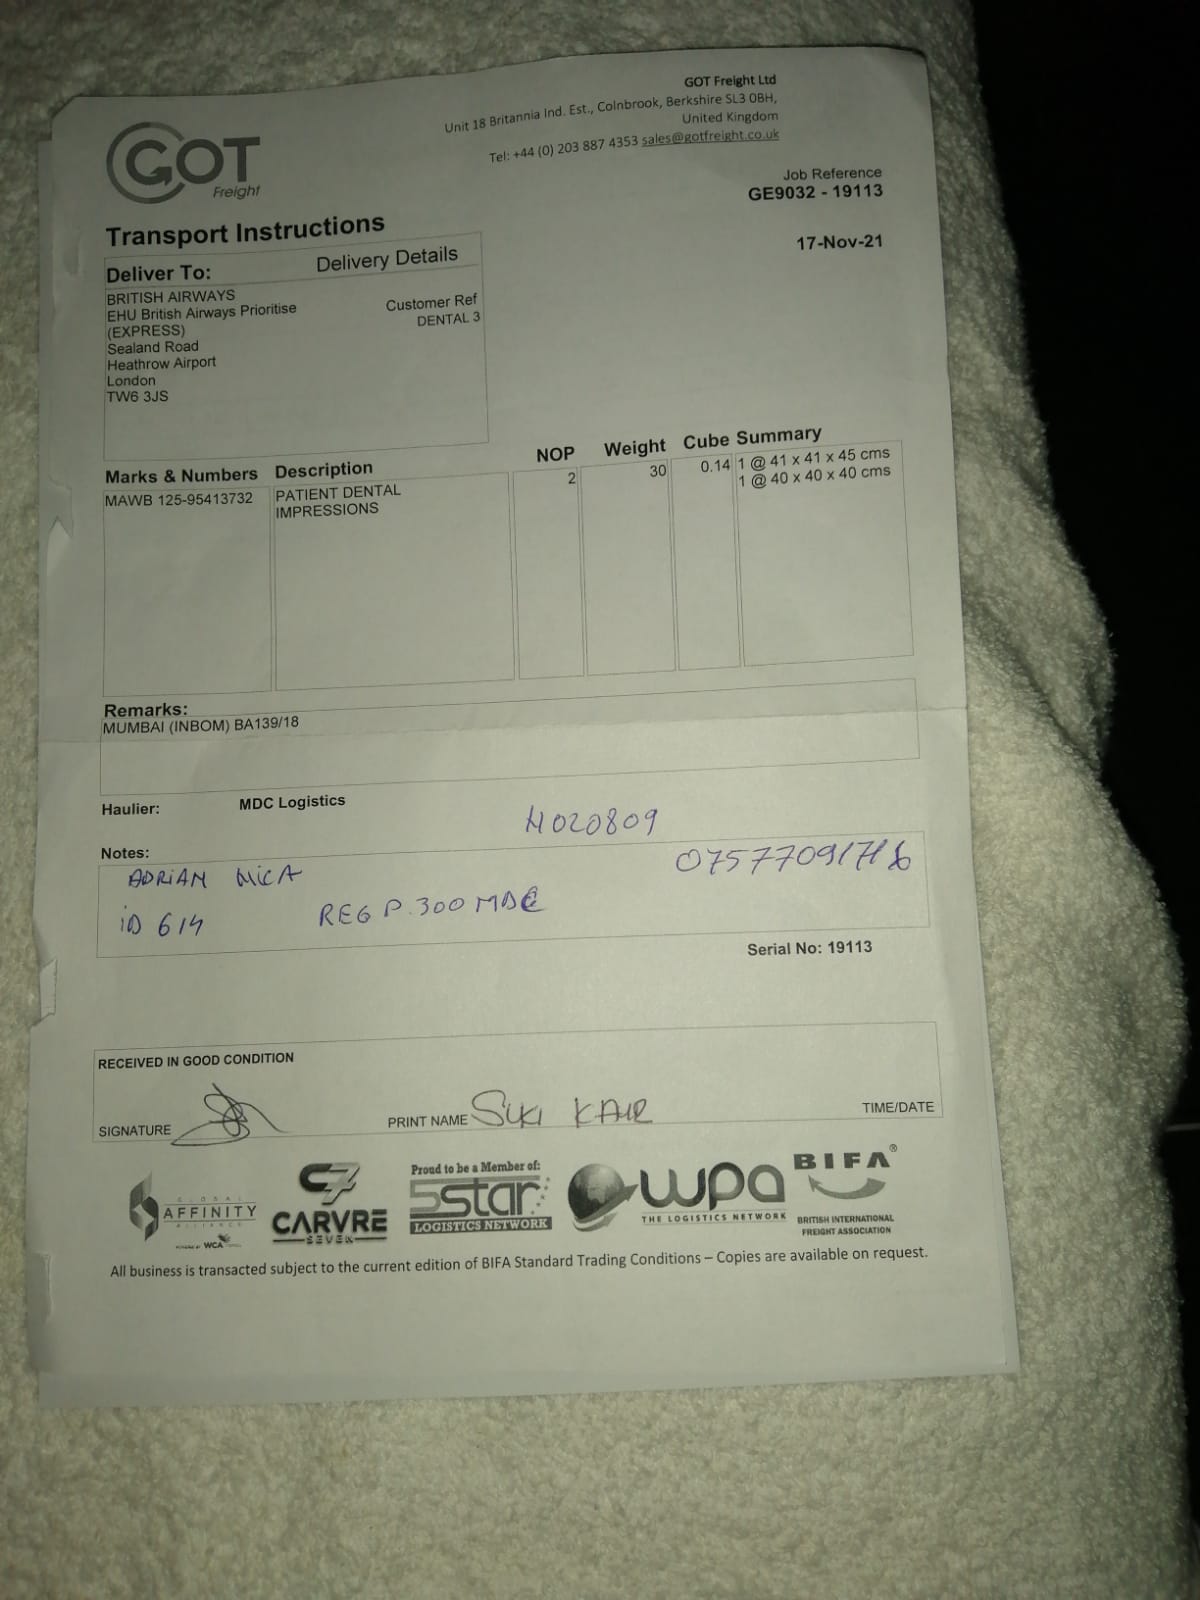 GOT Freight Ltd
Unit 18 Britannia Ind. Est., Colnbrook, Berkshire SL3 0BH,
United Kingdom
Tel: +44 (0) 203 887 4353 sales@gotfreight.co.uk
GOT
Freight
Job Reference
GE9032 - 19113
Transport Instructions
17-Nov-21
Deliver To: Delivery Details
BRITISH AIRWAYS
EHU British Airways Prioritise
(EXPRESS)
Sealand Road
Heathrow Airport
London
TW6 3JS
Customer Ref
DENTAL 3
Marks & Numbers Description NOP Weight Cube Summary
MAWB 125-95413732 PATIENT DENTAL 2 30 0.14 1 @ 41 x 41 x 45 cms
IMPRESSIONS 1 @ 40 x 40 x 40 cms
Remarks:
MUMBAI (INBOM) BA139/18
Haulier: MDC Logistics
H020809
Notes:
ADRIAN MICA
ID 614 REG P.300 MDC
Serial No: 19113
RECEIVED IN GOOD CONDITION
SIGNATURE PRINT NAME SUKI KAUR TIME/DATE
GLOBAL
AFFINITY
ALLIANCE
POWERED BY WCA
C7
CARVRE
SEVEN
Proud to be a Member of:
5star
LOGISTICS NETWORK
wpa
THE LOGISTICS NETWORK
BIFA®
BRITISH INTERNATIONAL
FREIGHT ASSOCIATION
All business is transacted subject to the current edition of BIFA Standard Trading Conditions – Copies are available on request.